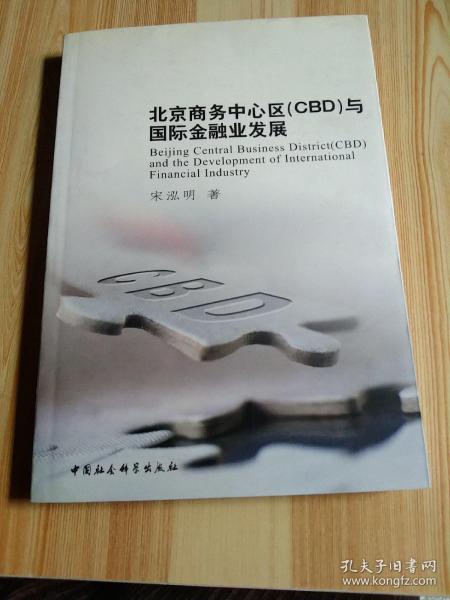 北京商务中心区(CBD)与
国际金融业发展
Beijing Central Business District(CBD)
and the Development of International
Financial Industry
宋泓明 著
CBD
中国社会科学出版社
孔夫子旧书网
www.kongfz.com